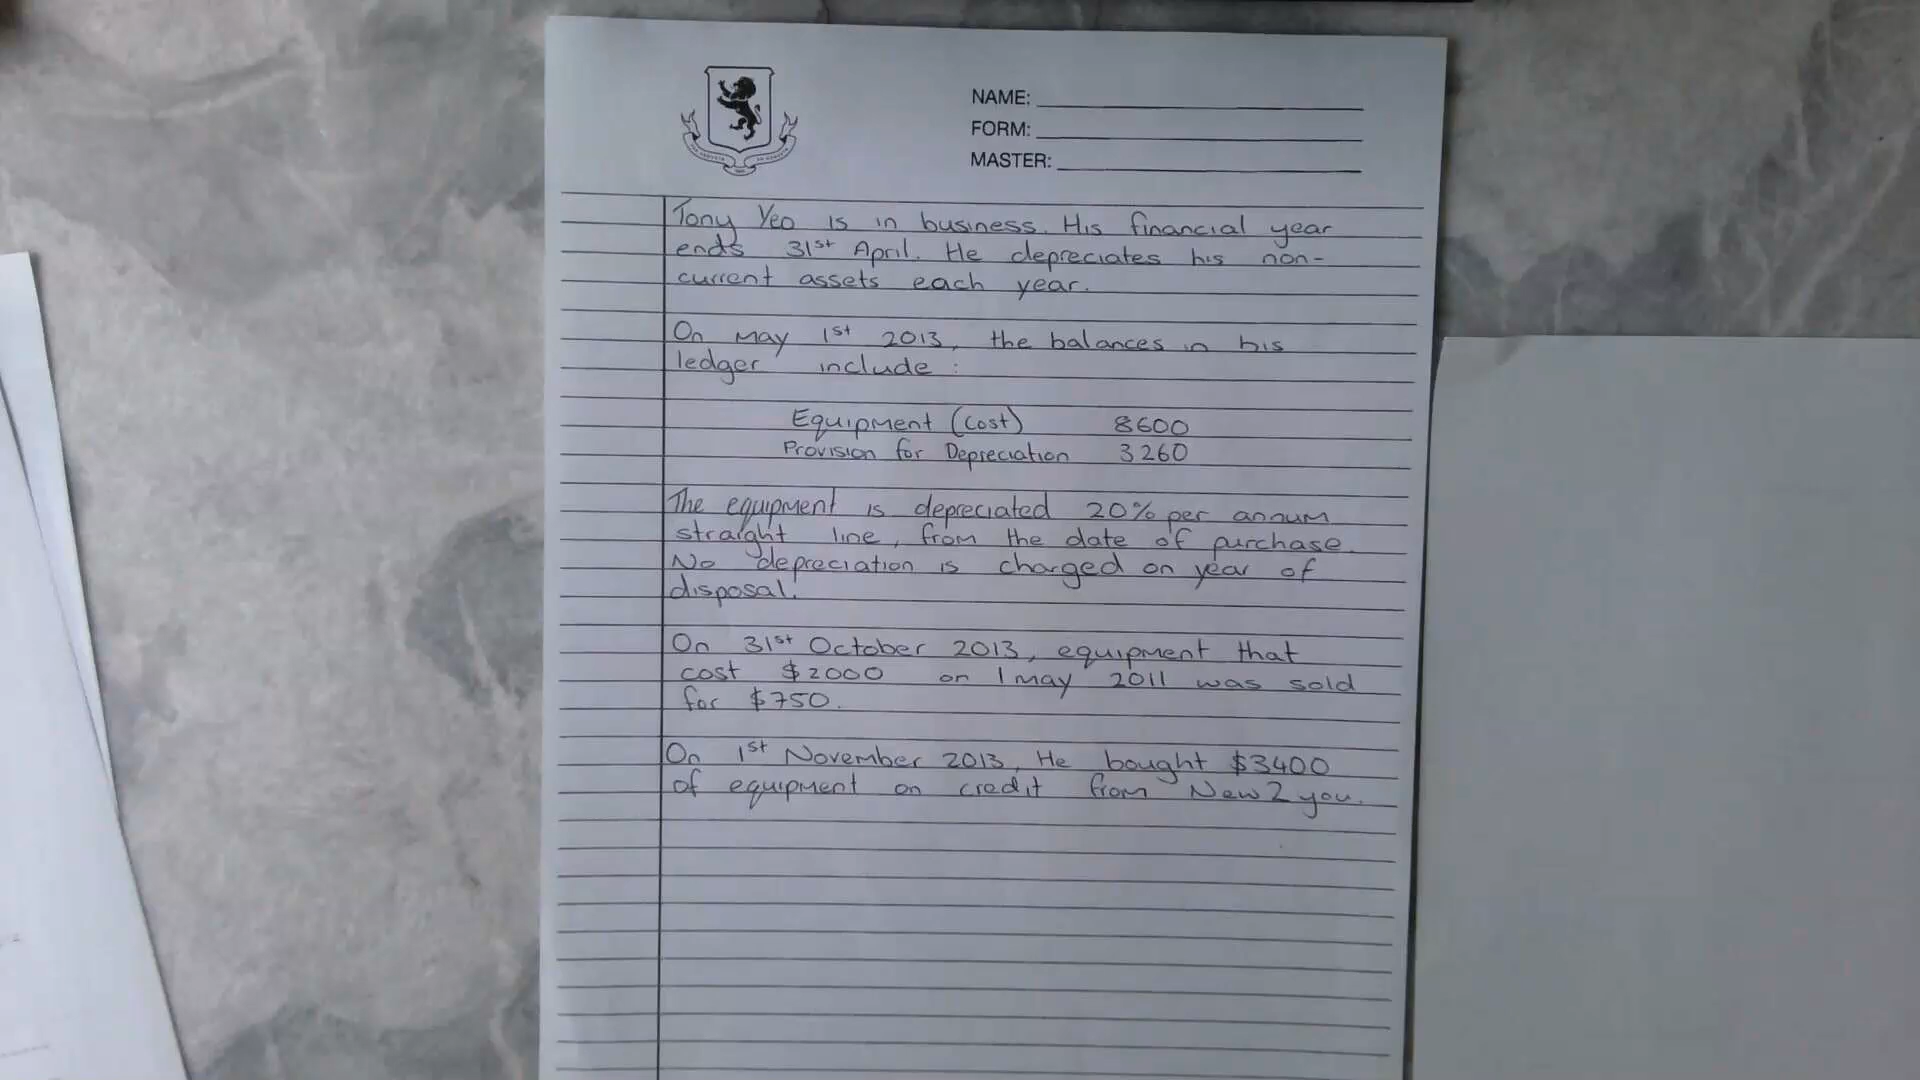 NAME:
FORM:
MASTER:
Tony Yeo is in business. His financial year
ends 31st April. He depreciates his non-
current assets each year.
On May 1st 2013, the balances in his
ledger include :
Equipment (cost) 8600
Provision for Depreciation 3260
The equipment is depreciated 20% per annum
straight line, from the date of purchase.
No depreciation is charged on year of
disposal.
On 31st October 2013, equipment that
cost $2000 on 1 may 2011 was sold
for $750.
On 1st November 2013, He bought $3400
of equipment on credit from New2you.